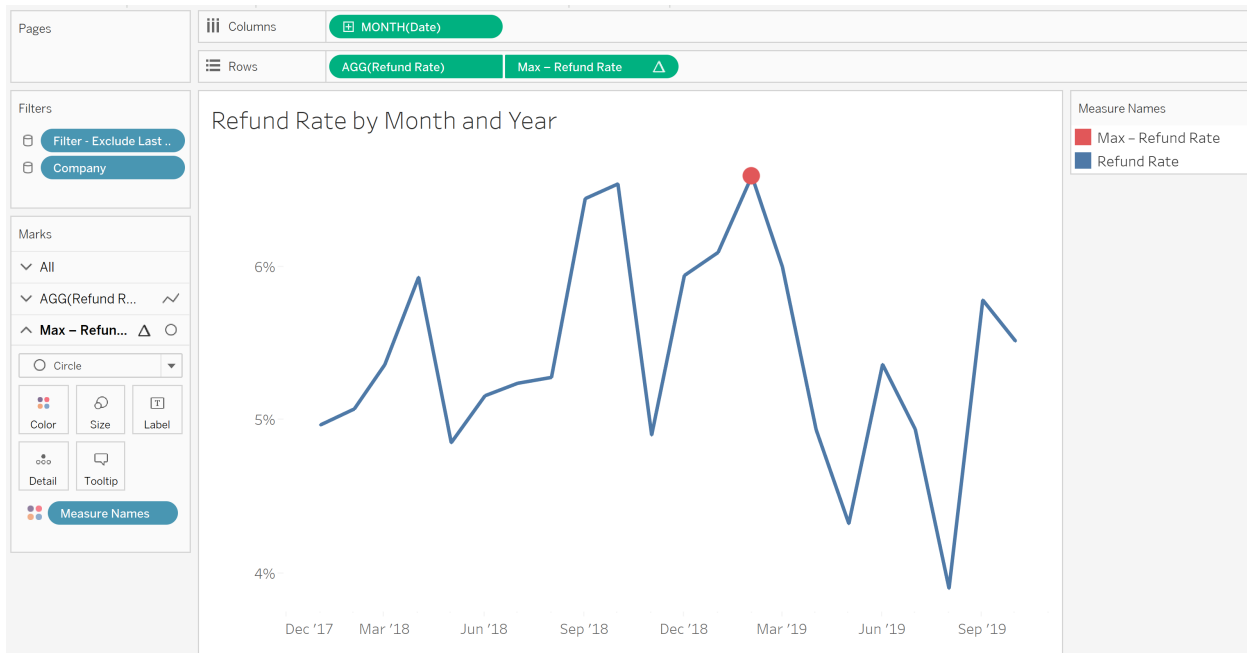 Pages
Columns
MONTH(Date)
Rows
AGG(Refund Rate)
Max – Refund Rate
Filters
Filter - Exclude Last ..
Company
Marks
All
AGG(Refund R...
Max – Refun...
Circle
Color
Size
T
Label
Detail
Tooltip
Measure Names
Refund Rate by Month and Year
6%
5%
4%
Dec '17
Mar '18
Jun '18
Sep '18
Dec '18
Mar '19
Jun '19
Sep '19
Measure Names
Max – Refund Rate
Refund Rate